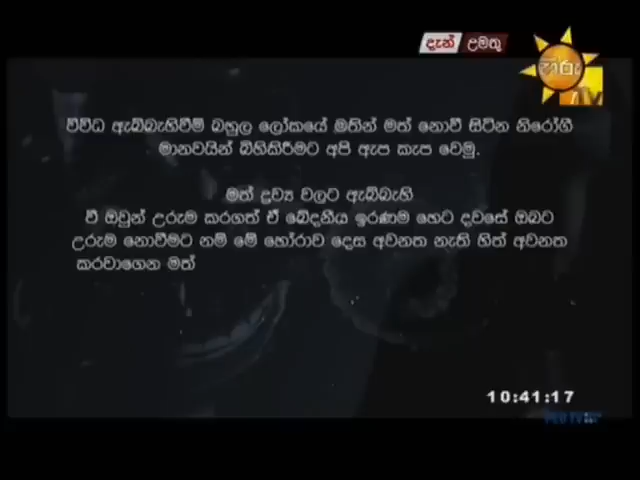 දැන් උමතු
හිරු
TV
විවිධ ඇබ්බැහිවීම් බහුල ලෝකයේ මතින් මත් නොවී සිටින නිරෝගී
මානවයින් බිහිකිරීමට අපි ඇප කැප වෙමු.
මත් ද්‍රව්‍ය වලට ඇබ්බැහි
වී ඔවුන් උරුම කරගත් ඒ ඛේදනීය ඉරණම හෙට දවසේ ඔබට
උරුම නොවීමට නම් මේ හෝරාව දෙස අවනත නැති හිත් අවනත
කරවාගෙන මත්
10:41:17